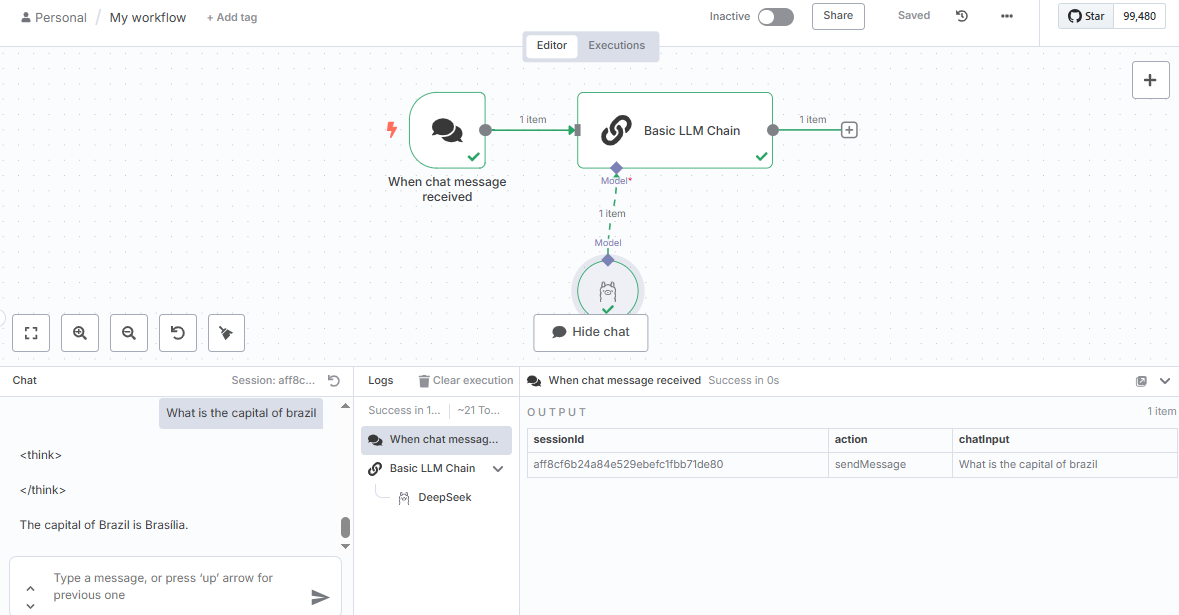 Personal / My workflow + Add tag
Inactive Share Saved Star 99,480
Editor Executions
1 item
Basic LLM Chain
1 item
When chat message
received
Model*
1 item
Model
Hide chat
Chat Session: aff8c...
What is the capital of brazil
<think>
</think>
The capital of Brazil is Brasília.
Type a message, or press ‘up’ arrow for
previous one
Logs Clear execution
Success in 1... ~21 To...
When chat messag...
Basic LLM Chain
DeepSeek
When chat message received Success in 0s
OUTPUT 1 item
sessionId action chatInput
aff8cf6b24a84e529ebefc1fbb71de80 sendMessage What is the capital of brazil